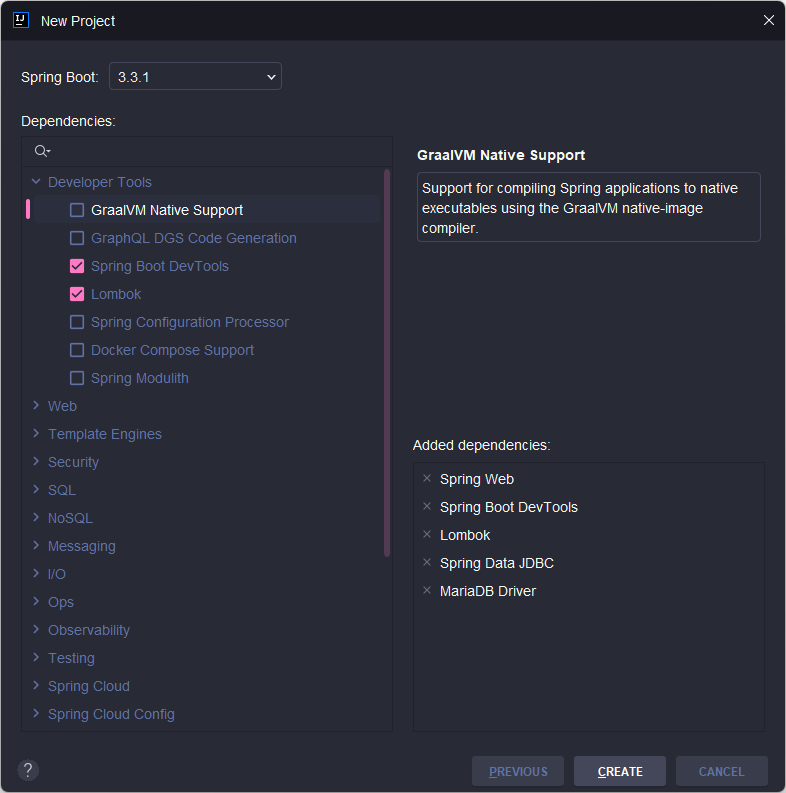 New Project
Spring Boot: 3.3.1
Dependencies:
Developer Tools
GraalVM Native Support
GraphQL DGS Code Generation
Spring Boot DevTools
Lombok
Spring Configuration Processor
Docker Compose Support
Spring Modulith
Web
Template Engines
Security
SQL
NoSQL
Messaging
I/O
Ops
Observability
Testing
Spring Cloud
Spring Cloud Config
GraalVM Native Support
Support for compiling Spring applications to native
executables using the GraalVM native-image
compiler.
Added dependencies:
× Spring Web
× Spring Boot DevTools
× Lombok
× Spring Data JDBC
× MariaDB Driver
?
PREVIOUS CREATE CANCEL